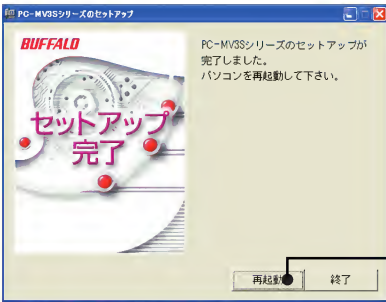 PC-MV3Sシリーズのセットアップ
BUFFALO
セットアップ
完了
PC-MV3Sシリーズのセットアップが
完了しました。
パソコンを再起動して下さい。
再起動
終了